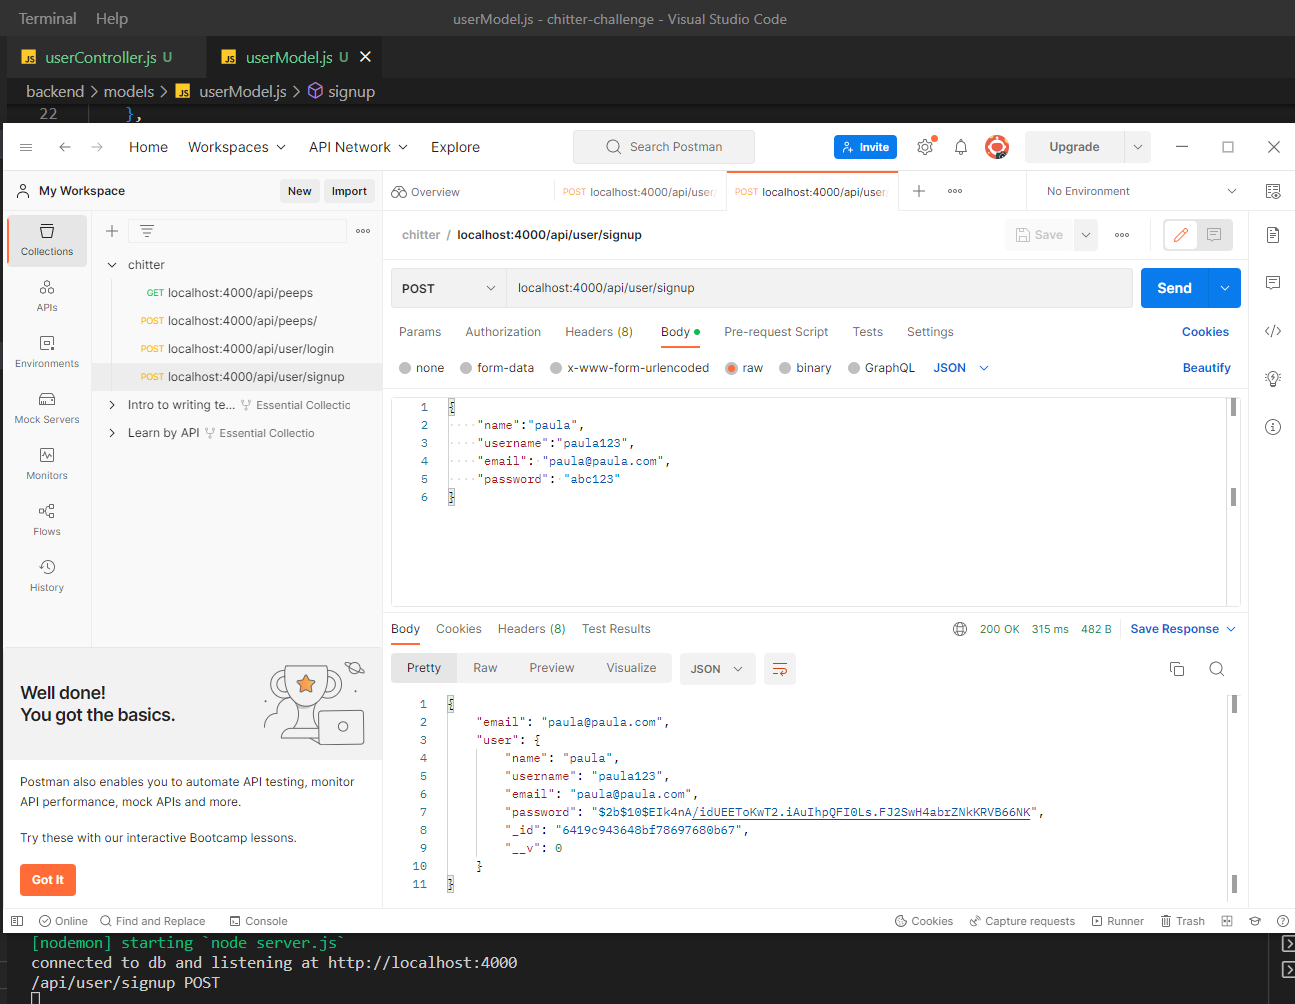 Terminal Help userModel.js - chitter-challenge - Visual Studio Code
JS userController.js U JS userModel.js U
backend > models > JS userModel.js > signup
22 },
Home Workspaces API Network Explore Search Postman Invite Upgrade
My Workspace New Import Overview POST localhost:4000/api/user POST localhost:4000/api/user No Environment
chitter / localhost:4000/api/user/signup Save
Collections
APIs
Environments
Mock Servers
Monitors
Flows
History
chitter
GET localhost:4000/api/peeps
POST localhost:4000/api/peeps/
POST localhost:4000/api/user/login
POST localhost:4000/api/user/signup
Intro to writing te... Essential Collectic
Learn by API Essential Collectio
POST localhost:4000/api/user/signup Send
Params Authorization Headers (8) Body Pre-request Script Tests Settings Cookies
none form-data x-www-form-urlencoded raw binary GraphQL JSON Beautify
1 {
2 "name":"paula",
3 "username":"paula123",
4 "email": "paula@paula.com",
5 "password": "abc123"
6 }
Body Cookies Headers (8) Test Results 200 OK 315 ms 482 B Save Response
Pretty Raw Preview Visualize JSON
1 {
2 "email": "paula@paula.com",
3 "user": {
4 "name": "paula",
5 "username": "paula123",
6 "email": "paula@paula.com",
7 "password": "$2b$10$EIk4nA/idUEEToKwT2.iAuIhpQFI0Ls.FJ2SwH4abrZNkKRVB66NK",
8 "_id": "6419c943648bf78697680b67",
9 "__v": 0
10 }
11 }
Well done!
You got the basics.
Postman also enables you to automate API testing, monitor
API performance, mock APIs and more.
Try these with our interactive Bootcamp lessons.
Got It
Online Find and Replace Console Cookies Capture requests Runner Trash
[nodemon] starting `node server.js`
connected to db and listening at http://localhost:4000
/api/user/signup POST